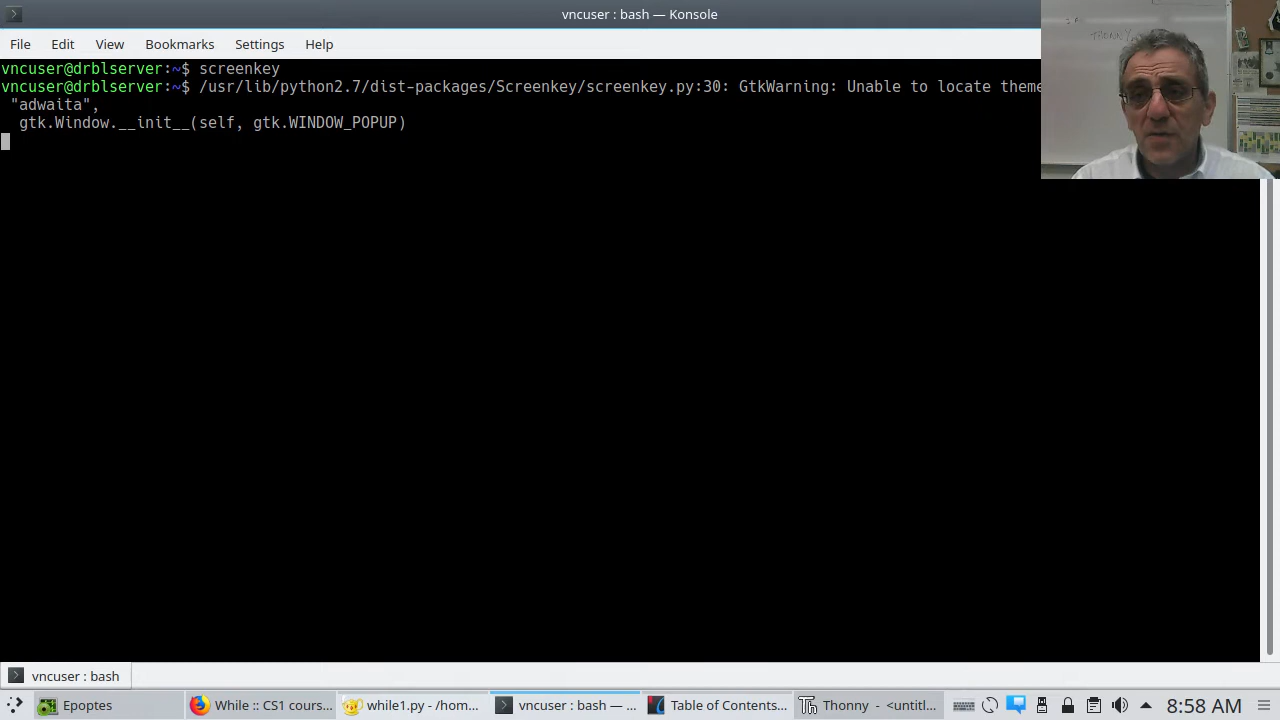 vncuser : bash — Konsole
File Edit View Bookmarks Settings Help
vncuser@drblserver:~$ screenkey
vncuser@drblserver:~$ /usr/lib/python2.7/dist-packages/Screenkey/screenkey.py:30: GtkWarning: Unable to locate theme
"adwaita",
gtk.Window.__init__(self, gtk.WINDOW_POPUP)
vncuser : bash
Epoptes While :: CS1 cou... while1.py - /hom... vncuser : bash — ... Table of Contents... Thonny - <untitl... 8:58 AM